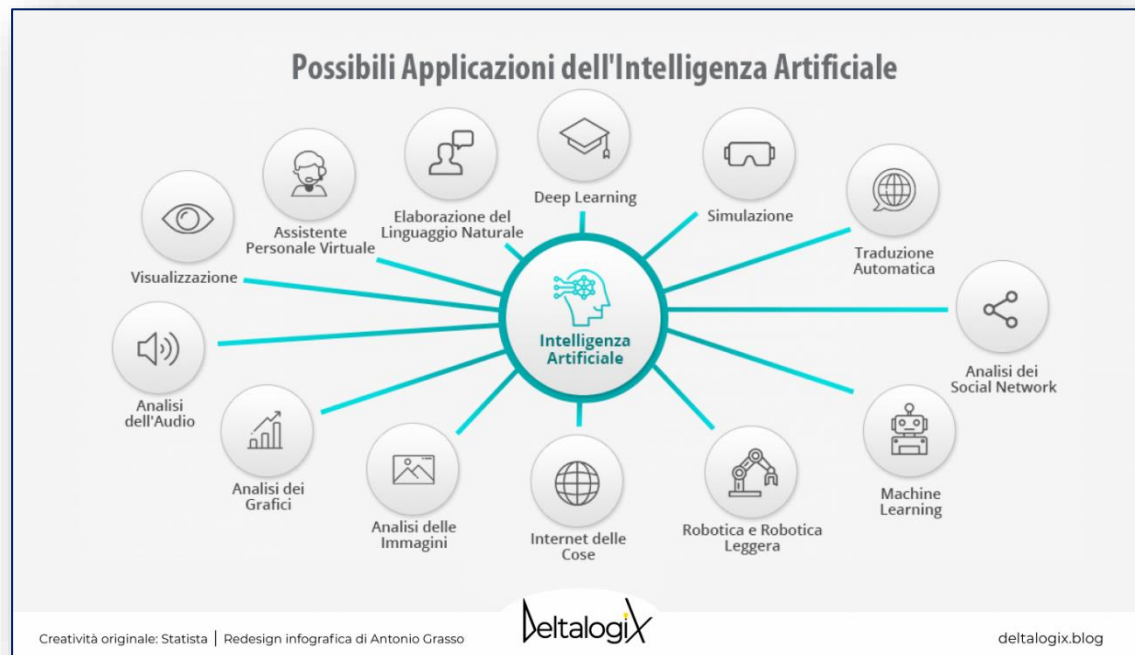 Possibili Applicazioni dell'Intelligenza Artificiale
Deep Learning
Elaborazione del
Linguaggio Naturale
Simulazione
Assistente
Personale Virtuale
Traduzione
Automatica
Visualizzazione
Intelligenza
Artificiale
Analisi dei
Social Network
Analisi
dell'Audio
Analisi dei
Grafici
Machine
Learning
Analisi delle
Immagini
Internet delle
Cose
Robotica e Robotica
Leggera
Creatività originale: Statista | Redesign infografica di Antonio Grasso
DeltalogiX
deltalogix.blog